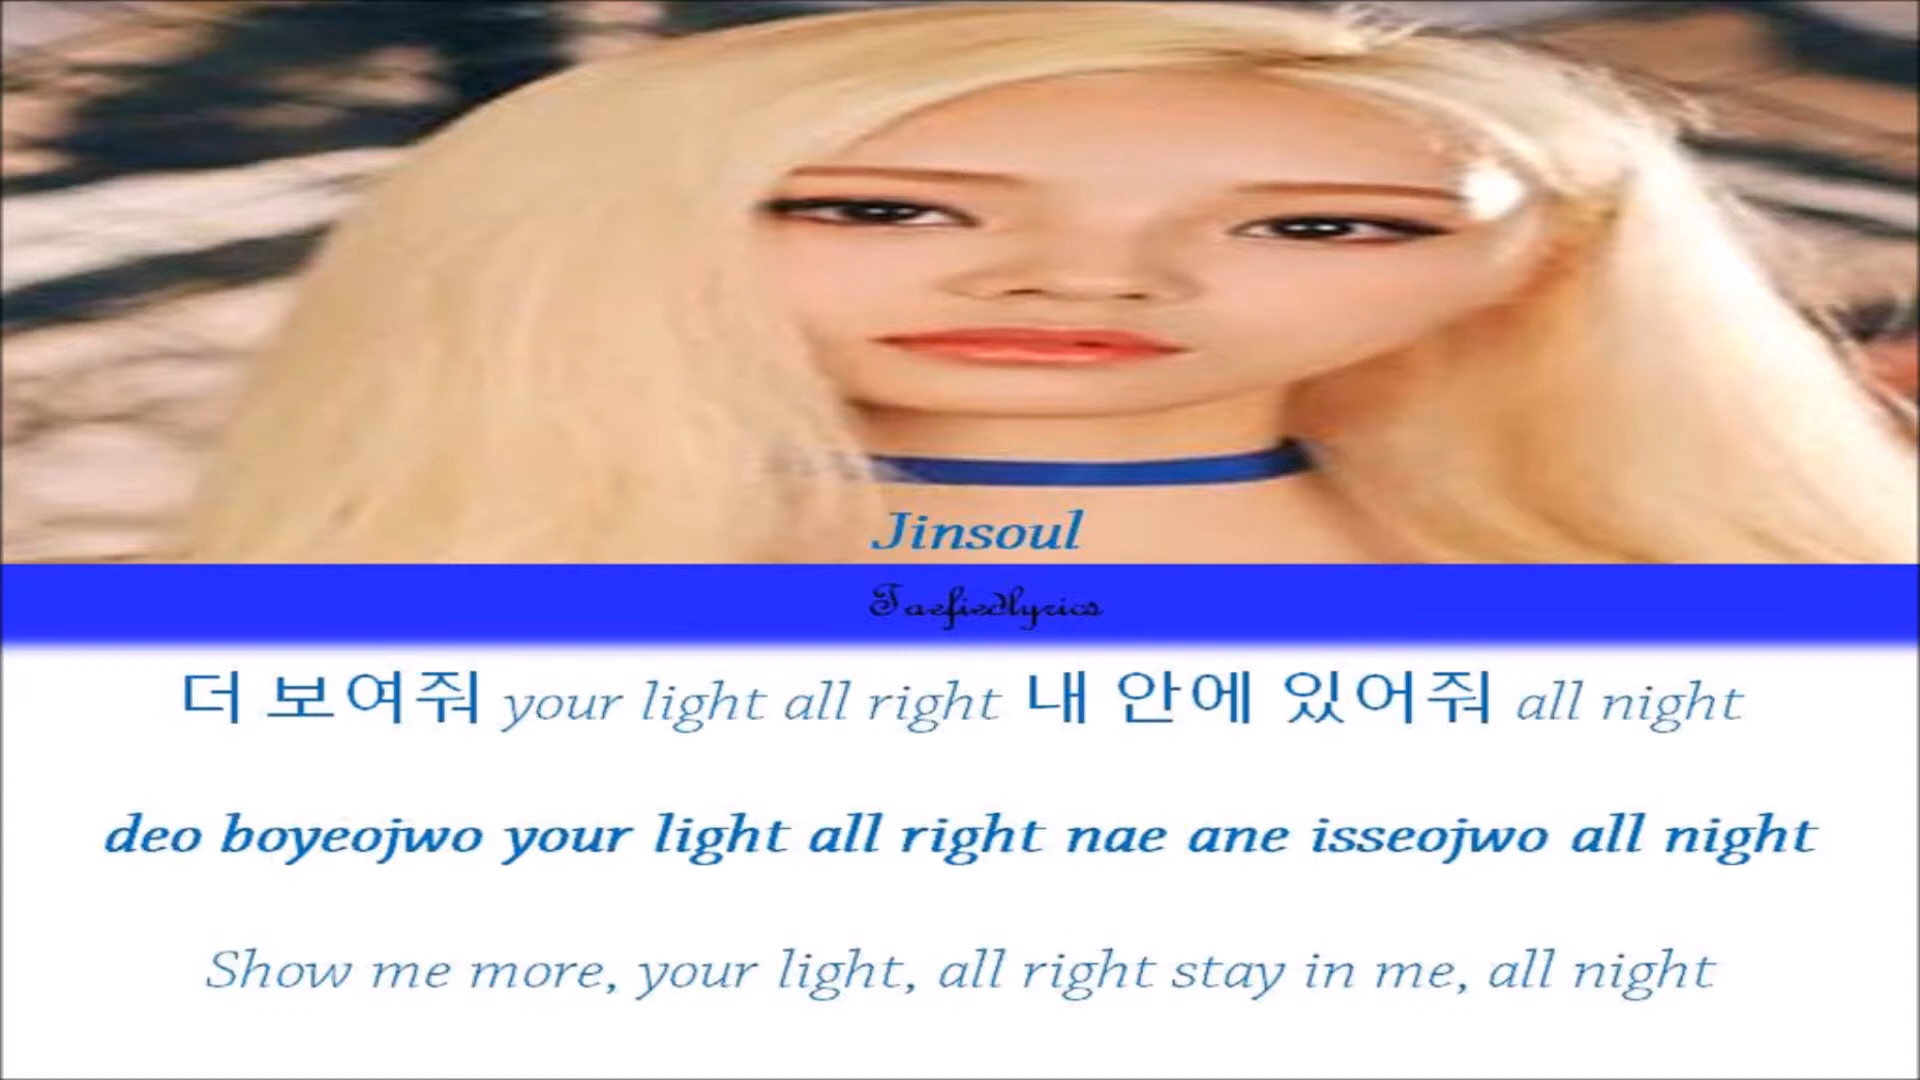 Jinsoul
Taefiedlyrics
더 보여줘 your light all right 내 안에 있어줘 all night
deo boyeojwo your light all right nae ane isseojwo all night
Show me more, your light, all right stay in me, all night